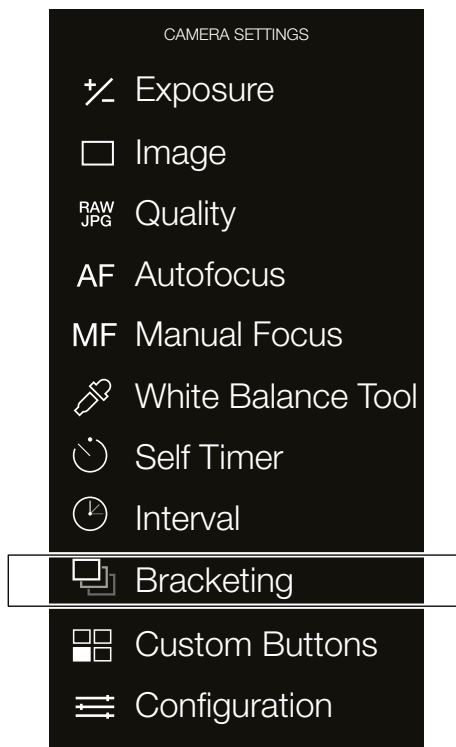 CAMERA SETTINGS
Exposure
Image
RAW
JPG Quality
AF Autofocus
MF Manual Focus
White Balance Tool
Self Timer
Interval
Bracketing
Custom Buttons
Configuration